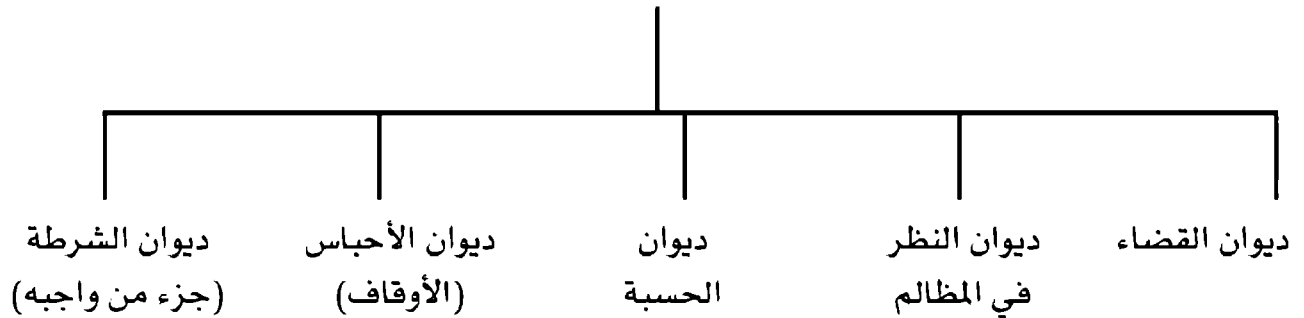 ديوان القضاء
ديوان النظر
في المظالم
ديوان
الحسبة
ديوان الأحباس
(الأوقاف)
ديوان الشرطة
(جزء من واجبه)